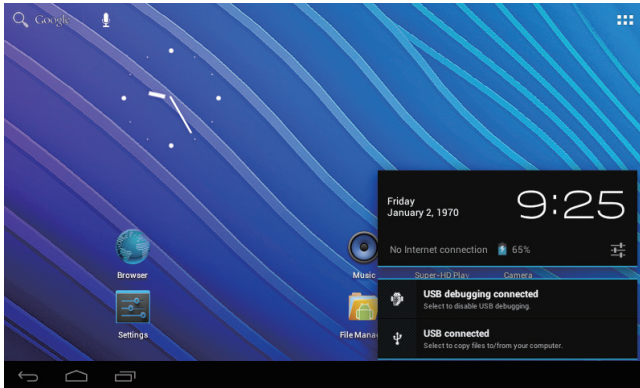 Google
Friday
January 2, 1970
9:25
No Internet connection 65%
Browser
Music
Super-HD Play
Camera
USB debugging connected
Select to disable USB debugging.
Settings
File Mana
USB connected
Select to copy files to/from your computer.